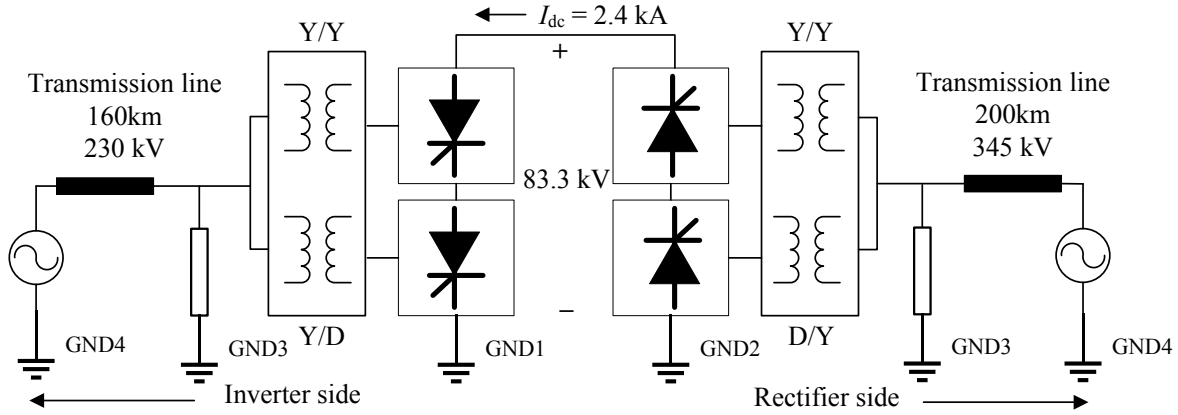 Y/Y
I_dc = 2.4 kA
Y/Y
+
Transmission line
160km
230 kV
Transmission line
200km
345 kV
83.3 kV
Y/D
−
D/Y
GND4
GND3
GND1
GND2
GND3
GND4
Inverter side
Rectifier side